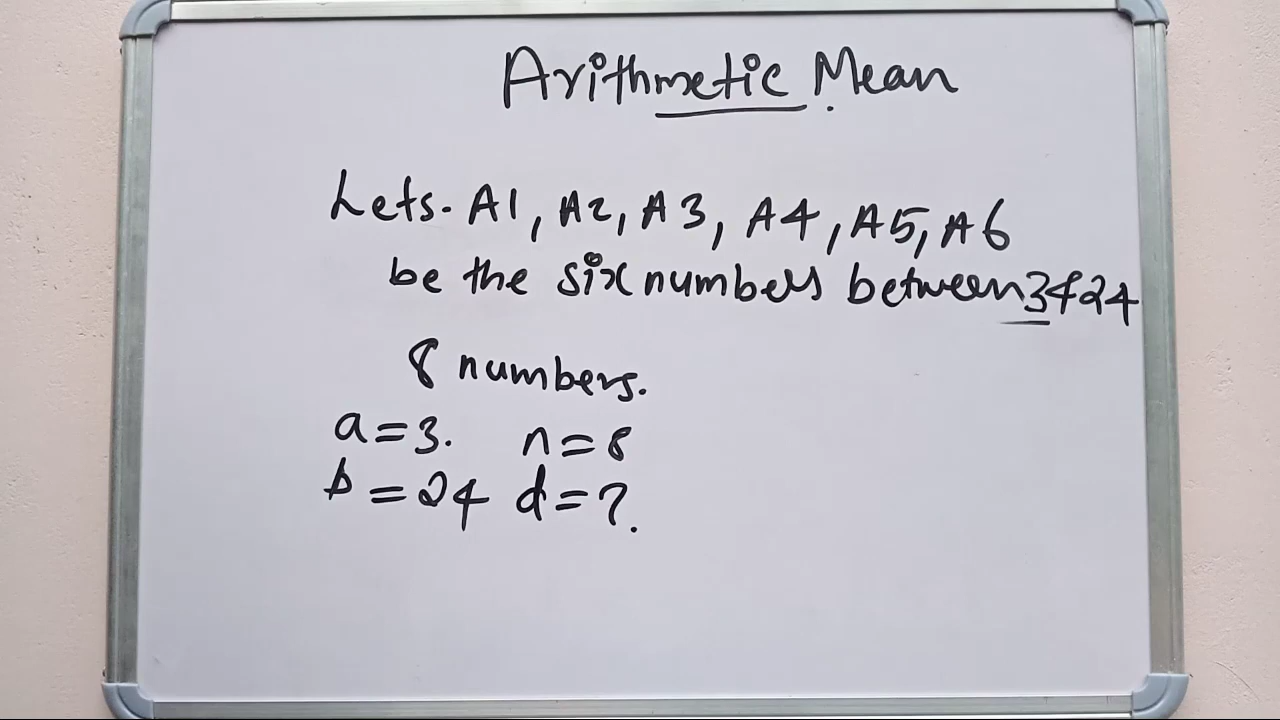 Arithmetic Mean
Lets. A1, A2, A3, A4, A5, A6
be the six numbers between 3 & 24
8 numbers.
a=3. n=8
b=24 d=?.